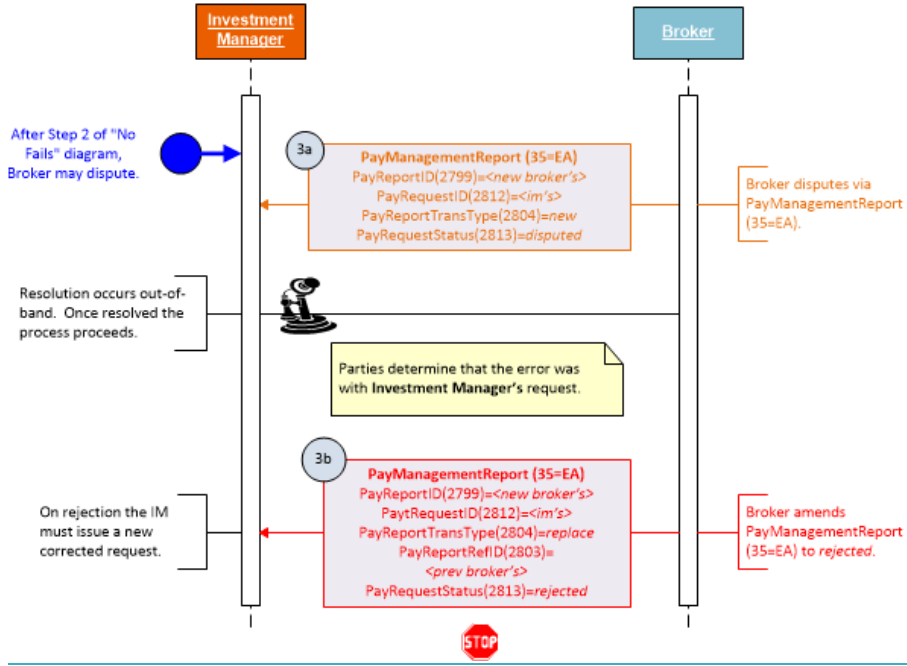 Investment
Manager
Broker
After Step 2 of "No
Fails" diagram,
Broker may dispute.
3a
PayManagementReport (35=EA)
PayReportID(2799)=<new broker's>
PayRequestID(2812)=<im's>
PayReportTransType(2804)=new
PayRequestStatus(2813)=disputed
Broker disputes via
PayManagementReport
(35=EA).
Resolution occurs out-of-
band. Once resolved the
process proceeds.
Parties determine that the error was
with Investment Manager's request.
3b
PayManagementReport (35=EA)
PayReportID(2799)=<new broker's>
PaytRequestID(2812)=<im's>
PayReportTransType(2804)=replace
PayReportRefID(2803)=
<prev broker's>
PayRequestStatus(2813)=rejected
On rejection the IM
must issue a new
corrected request.
Broker amends
PayManagementReport
(35=EA) to rejected.
STOP